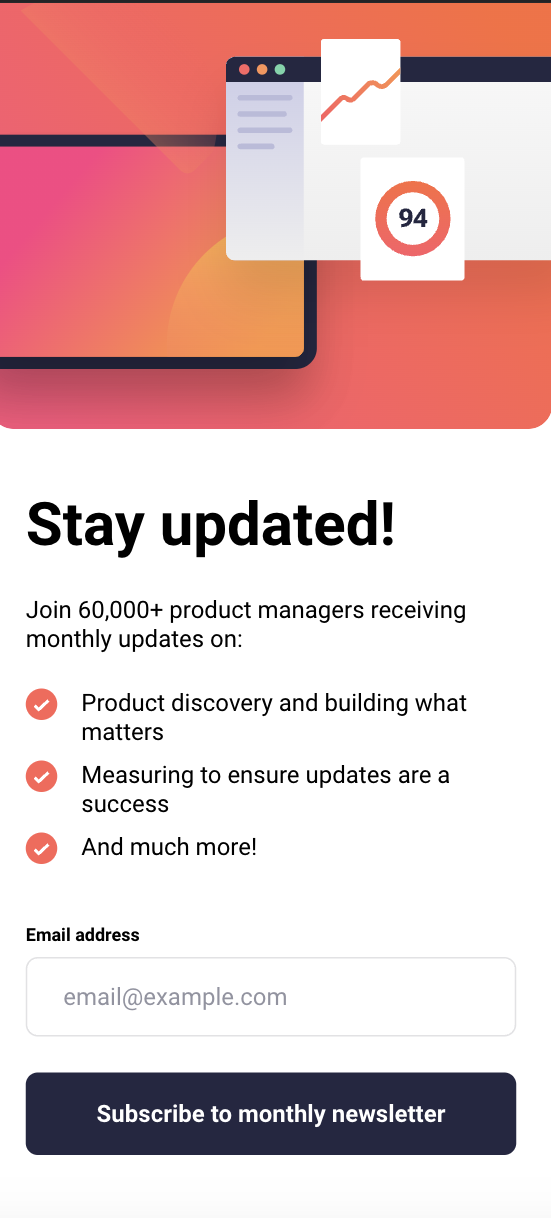 94
Stay updated!
Join 60,000+ product managers receiving
monthly updates on:
Product discovery and building what
matters
Measuring to ensure updates are a
success
And much more!
Email address
email@example.com
Subscribe to monthly newsletter